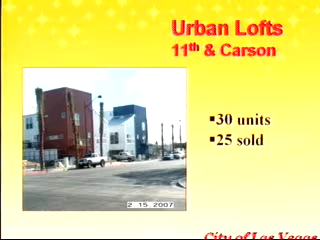 Urban Lofts
11th & Carson
▪30 units
▪25 sold
2 15 2007
City of Las Vegas